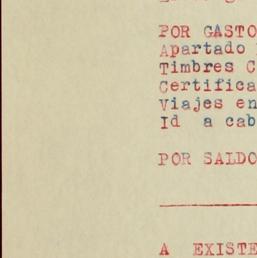 POR GASTO
Apartado
Timbres C
Certifica
Viajes en
Id a cab
POR SALDO
A EXISTE